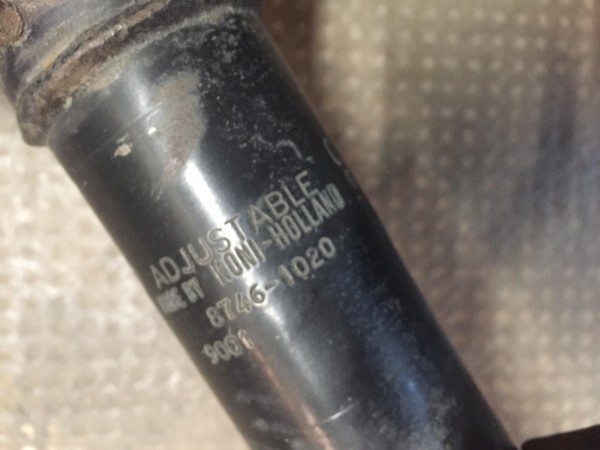 ADJUSTABLE
MADE BY KONI-HOLLAND
8746-1020
9001